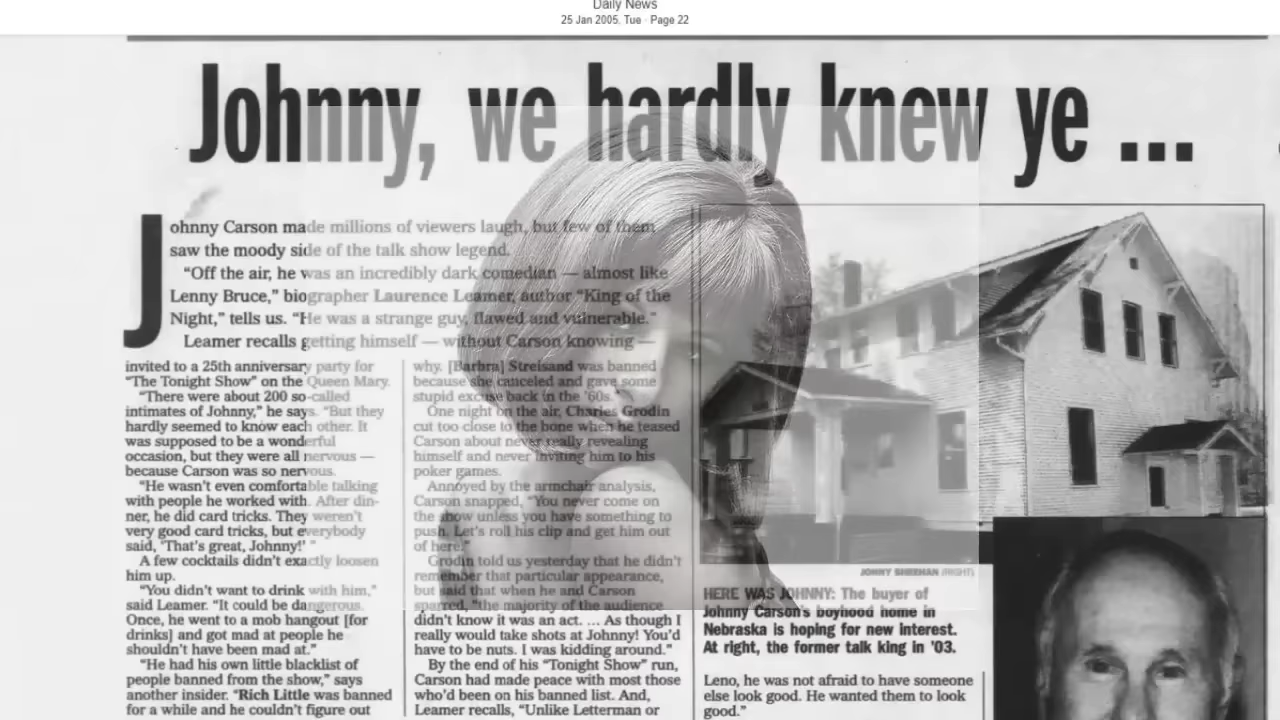 Daily News
25 Jan 2005, Tue · Page 22
Johnny, we hardly knew ye ...
Johnny Carson made millions of viewers laugh, but few of them
saw the moody side of the talk show legend.
“Off the air, he was an incredibly dark comedian — almost like
Lenny Bruce,” biographer Laurence Leamer, author “King of the
Night,” tells us. “He was a strange guy, flawed and vulnerable.”
Leamer recalls getting himself — without Carson knowing —
invited to a 25th anniversary party for
“The Tonight Show” on the Queen Mary.
“There were about 200 so-called
intimates of Johnny,” he says. “But they
hardly seemed to know each other. It
was supposed to be a wonderful
occasion, but they were all nervous —
because Carson was so nervous.
“He wasn’t even comfortable talking
with people he worked with. After din-
ner, he did card tricks. They weren’t
very good card tricks, but everybody
said, ‘That’s great, Johnny!’ ”
A few cocktails didn’t exactly loosen
him up.
“You didn’t want to drink with him,”
said Leamer. “It could be dangerous.
Once, he went to a mob hangout [for
drinks] and got mad at people he
shouldn’t have been mad at.”
“He had his own little blacklist of
people banned from the show,” says
another insider. “Rich Little was banned
for a while and he couldn’t figure out
why. [Barbra] Streisand was banned
because she canceled and gave some
stupid excuse back in the ’60s.”
One night on the air, Charles Grodin
cut too close to the bone when he teased
Carson about never really revealing
himself and never inviting him to his
poker games.
Annoyed by the armchair analysis,
Carson snapped, “You never come on
the show unless you have something to
push. Let’s roll his clip and get him out
of here.”
Grodin told us yesterday that he didn’t
remember that particular appearance,
but said that when he and Carson
sparred, “the majority of the audience
didn’t know it was an act. ... As though I
really would take shots at Johnny! You’d
have to be nuts. I was kidding around.”
By the end of his “Tonight Show” run,
Carson had made peace with most those
who’d been on his banned list. And,
Leamer recalls, “Unlike Letterman or
JONNY SHEEHAN (RIGHT)
HERE WAS JOHNNY: The buyer of
Johnny Carson’s boyhood home in
Nebraska is hoping for new interest.
At right, the former talk king in ’03.
Leno, he was not afraid to have someone
else look good. He wanted them to look
good.”